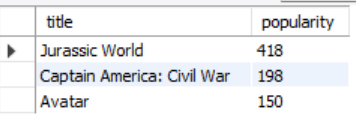 title popularity
Jurassic World 418
Captain America: Civil War 198
Avatar 150